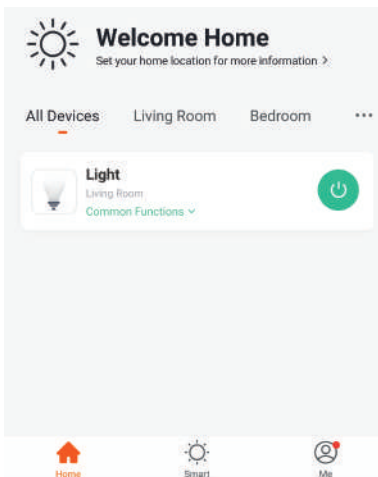 Welcome Home
Set your home location for more information >
All Devices Living Room Bedroom ...
Light
Living Room
Common Functions
Home Smart Me